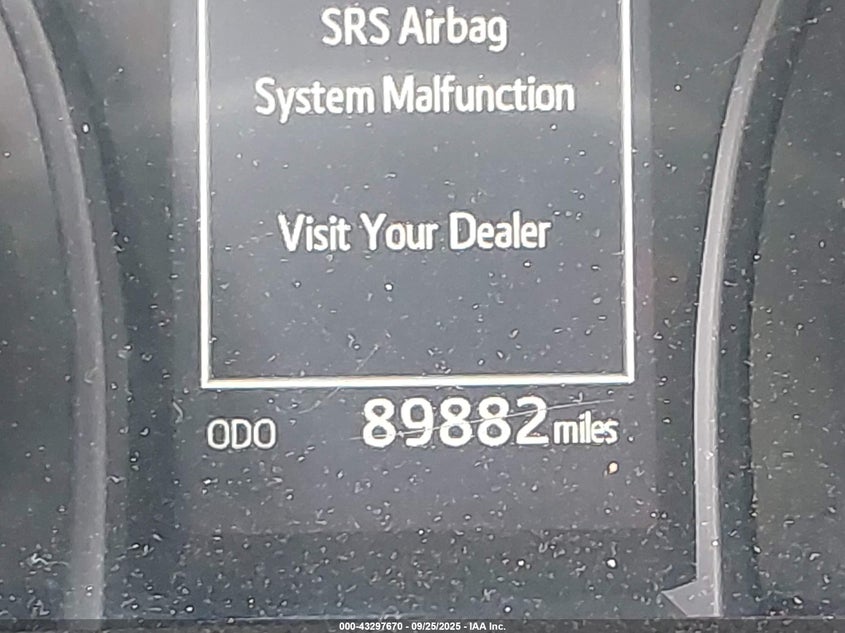 SRS Airbag
System Malfunction
Visit Your Dealer
ODO 89882 miles
000-43297670 - 09/25/2025 - IAA Inc.